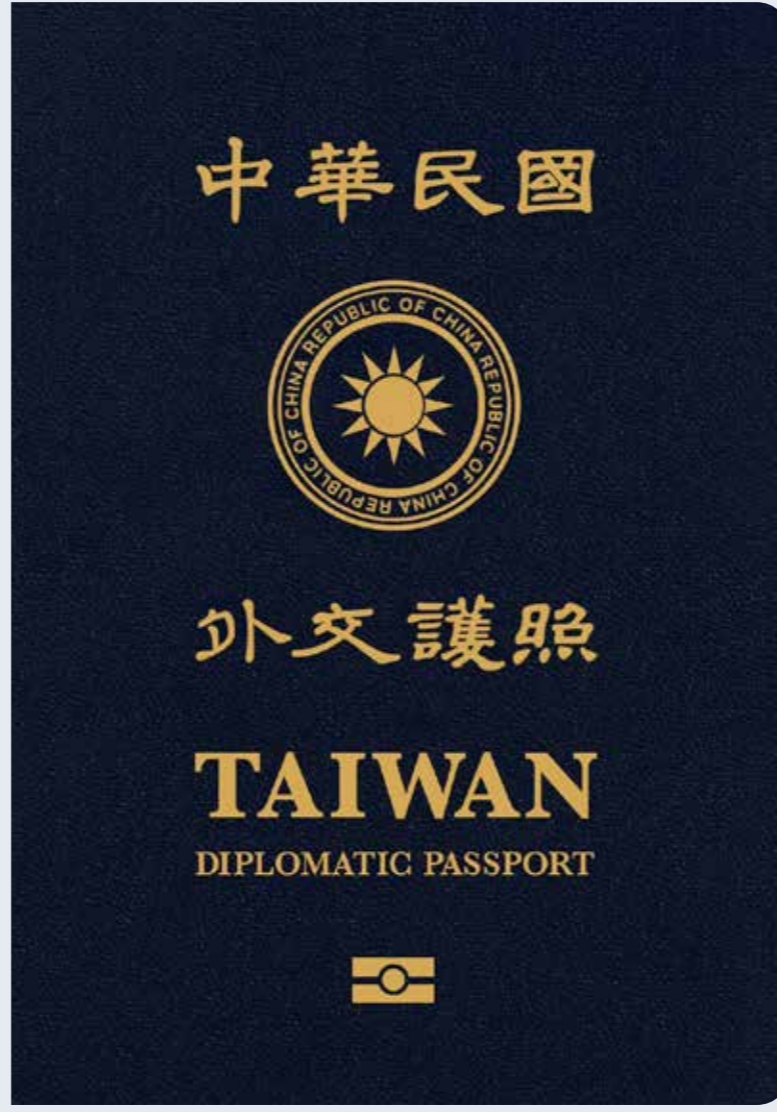 中華民國
REPUBLIC OF CHINA REPUBLIC OF CHINA REPUBLIC OF CHINA
外交護照
TAIWAN
DIPLOMATIC PASSPORT